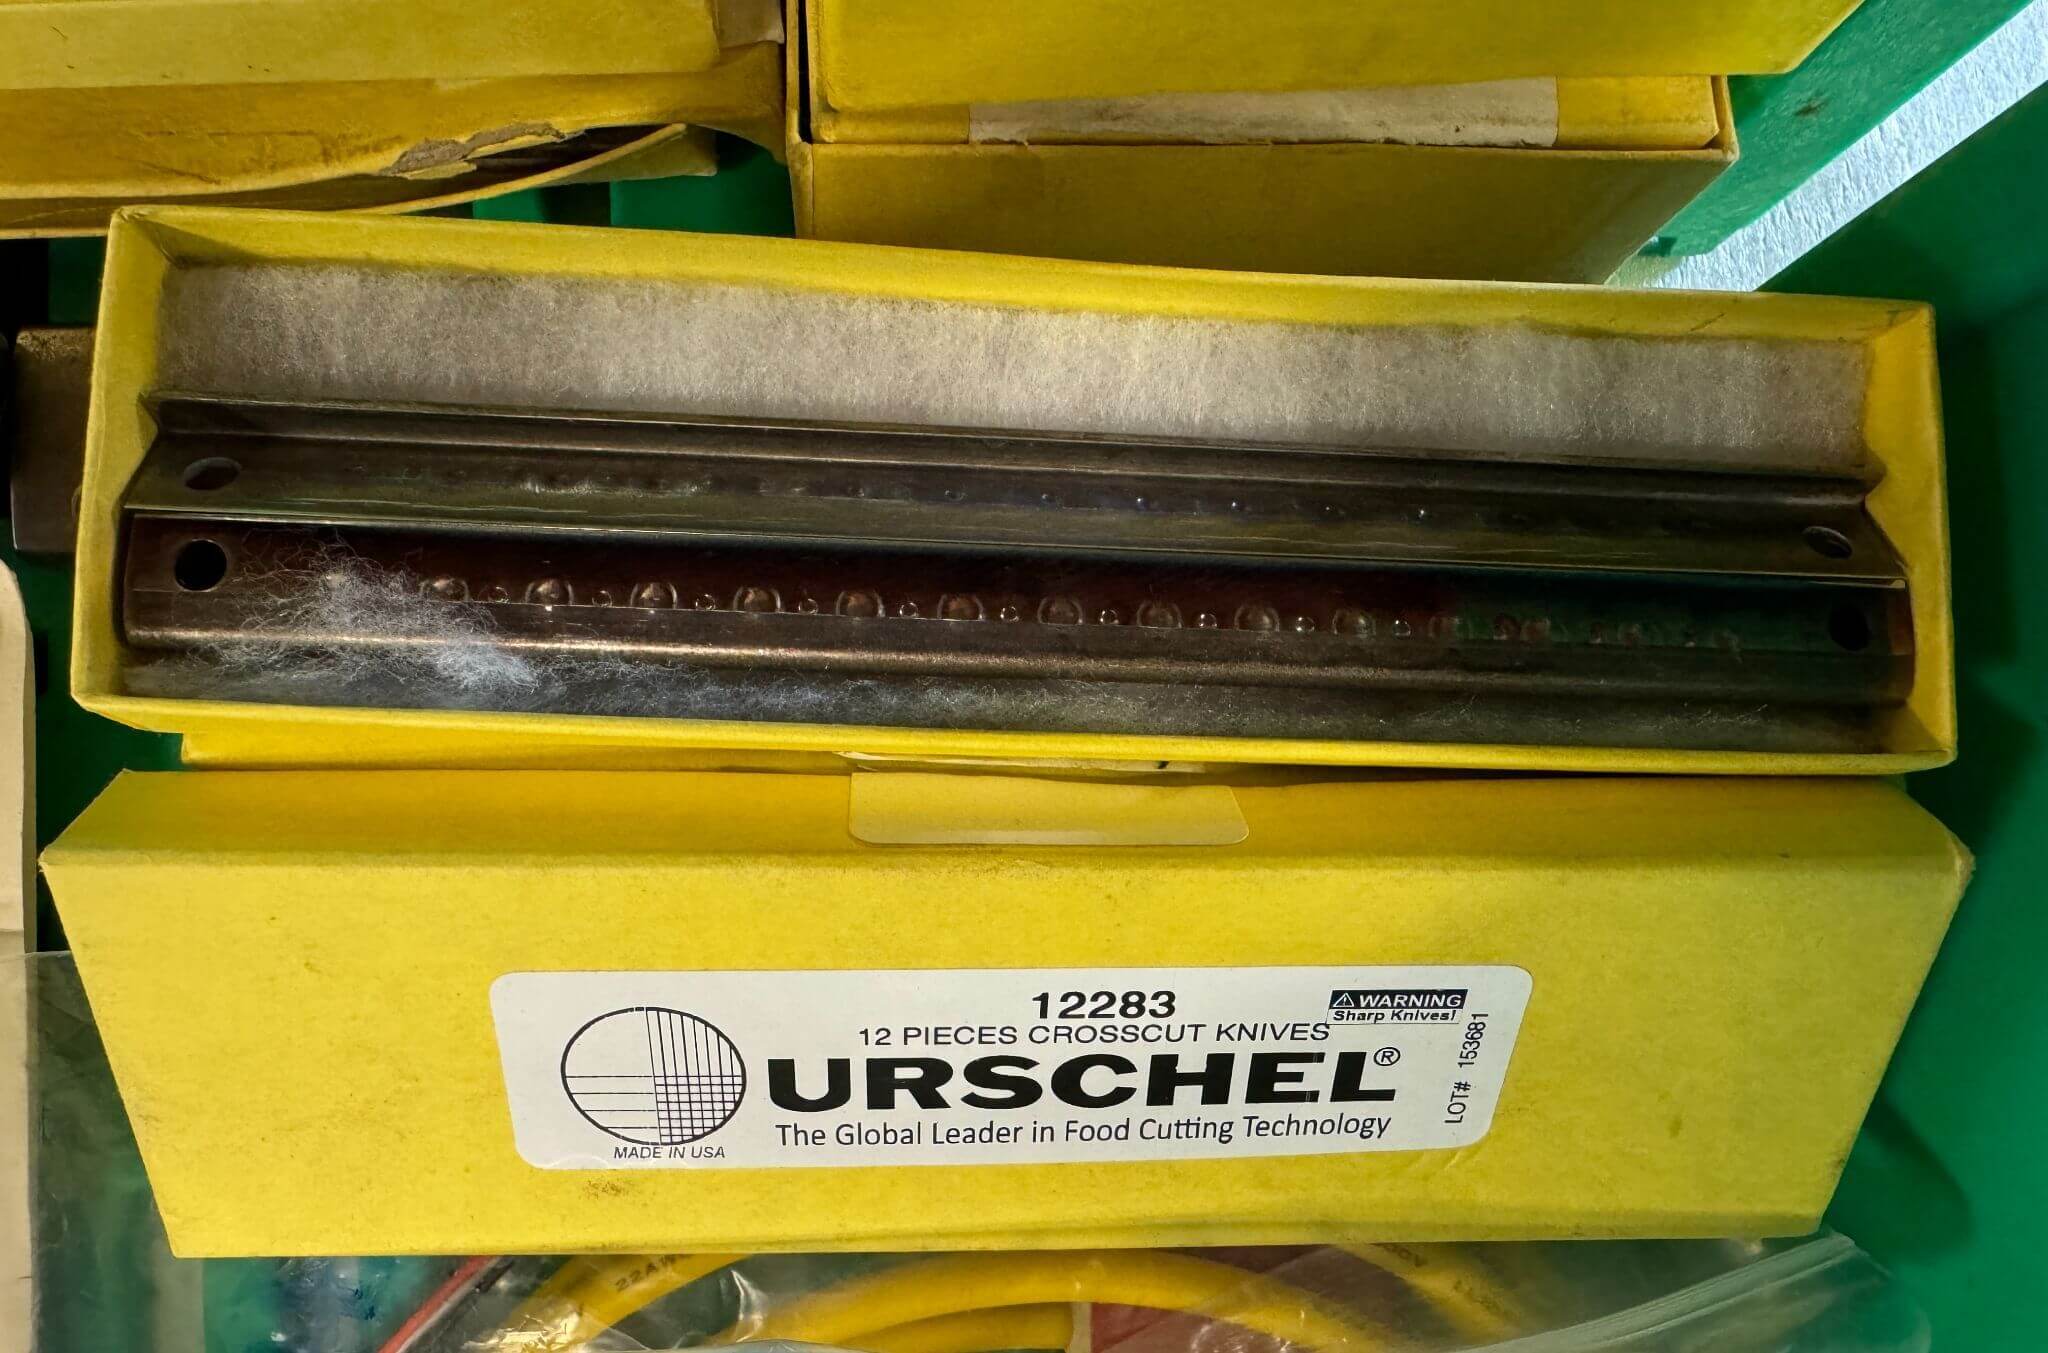 12283
12 PIECES CROSSCUT KNIVES
⚠ WARNING
Sharp Knives!
URSCHEL®
The Global Leader in Food Cutting Technology
MADE IN USA
LOT# 153681
22AW